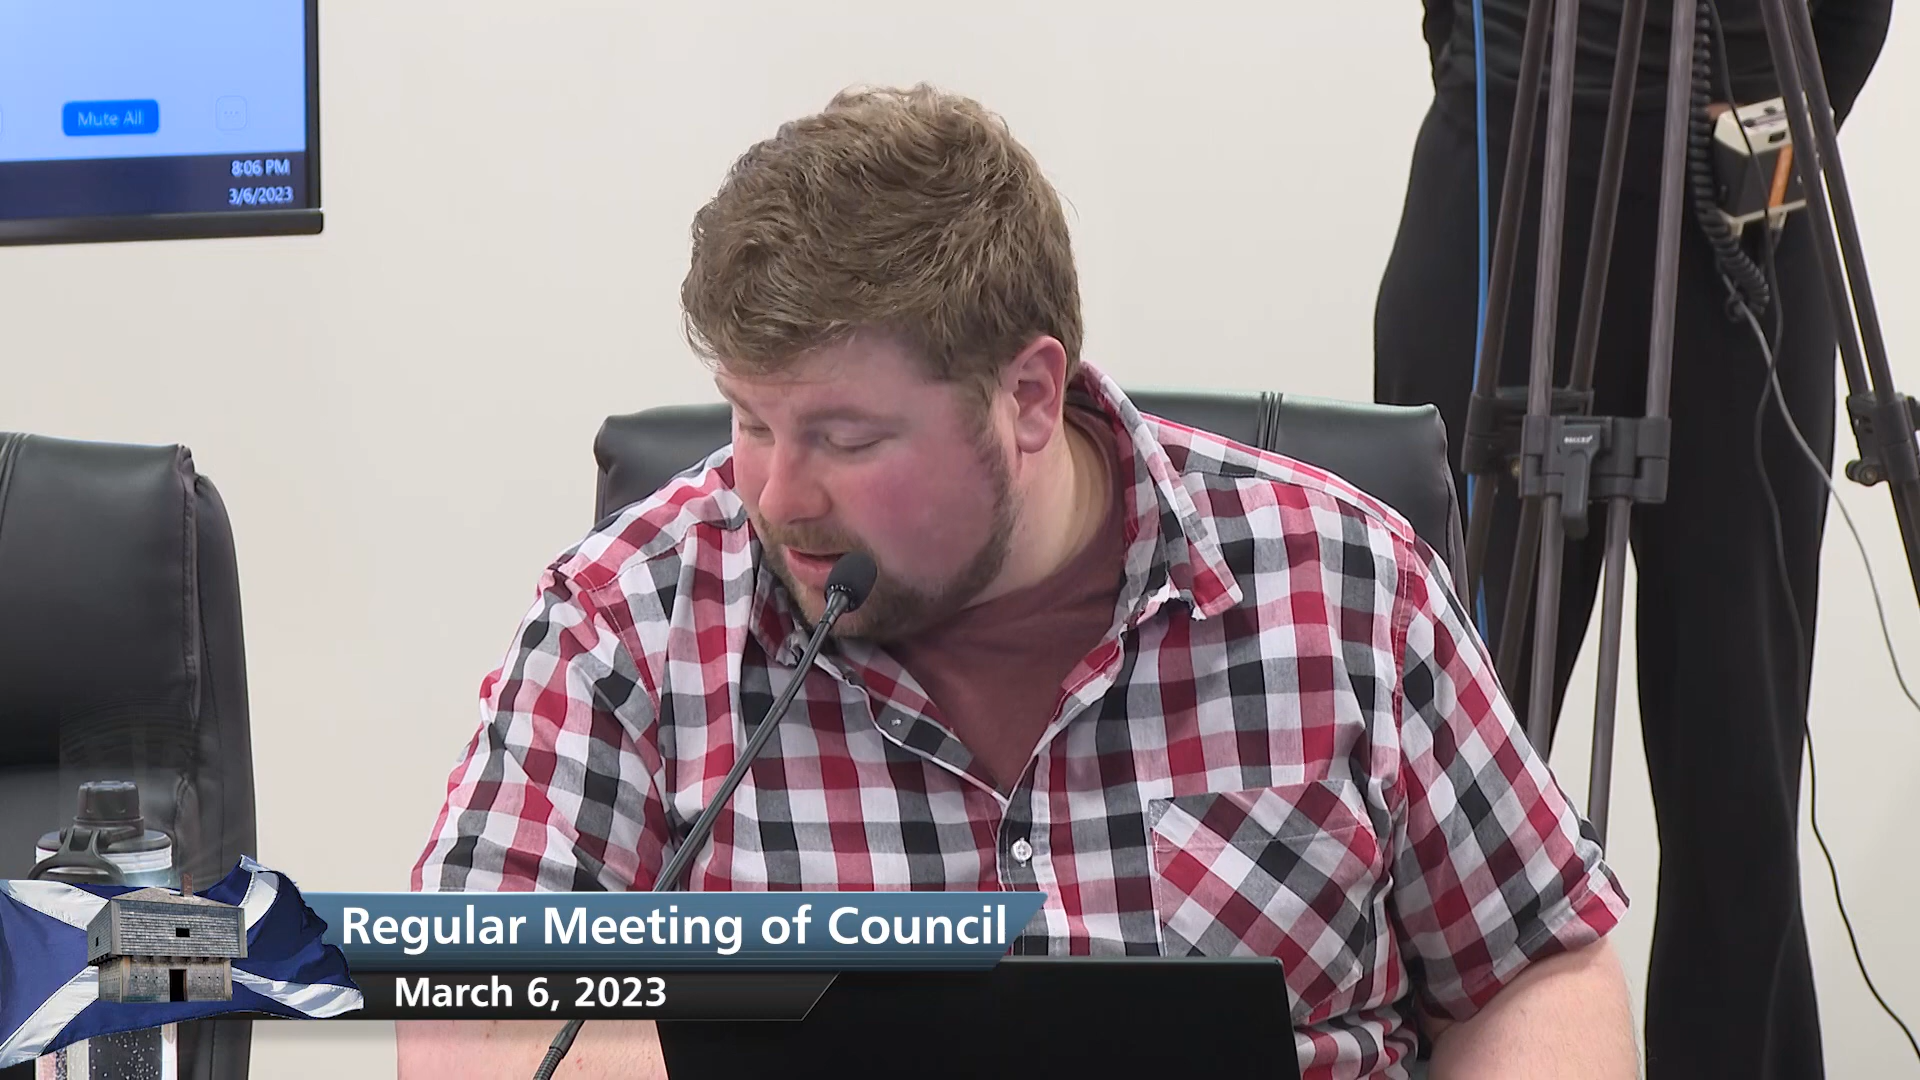 Mute All
8:06 PM
3/6/2023
Regular Meeting of Council
March 6, 2023